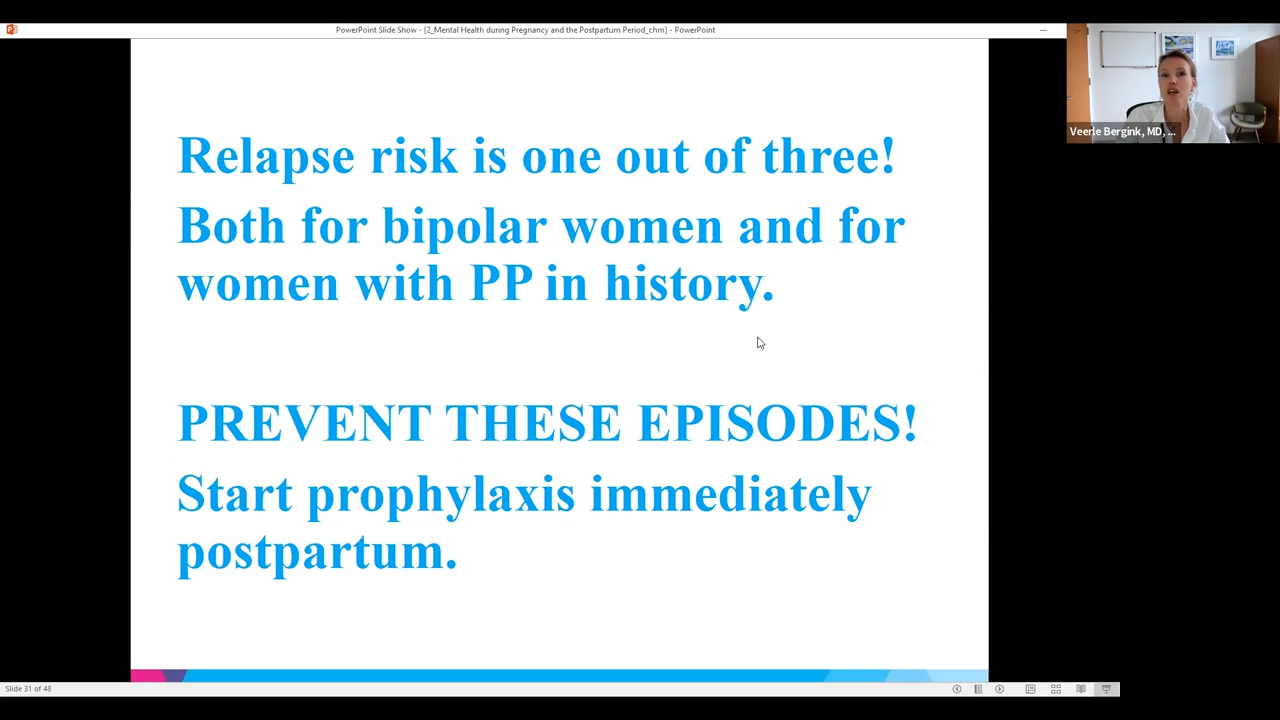 PowerPoint Slide Show - [2_Mental Health during Pregnancy and the Postpartum Period_chm] - PowerPoint
Veerle Bergink, MD, ...
Relapse risk is one out of three!
Both for bipolar women and for
women with PP in history.
PREVENT THESE EPISODES!
Start prophylaxis immediately
postpartum.
Slide 31 of 48